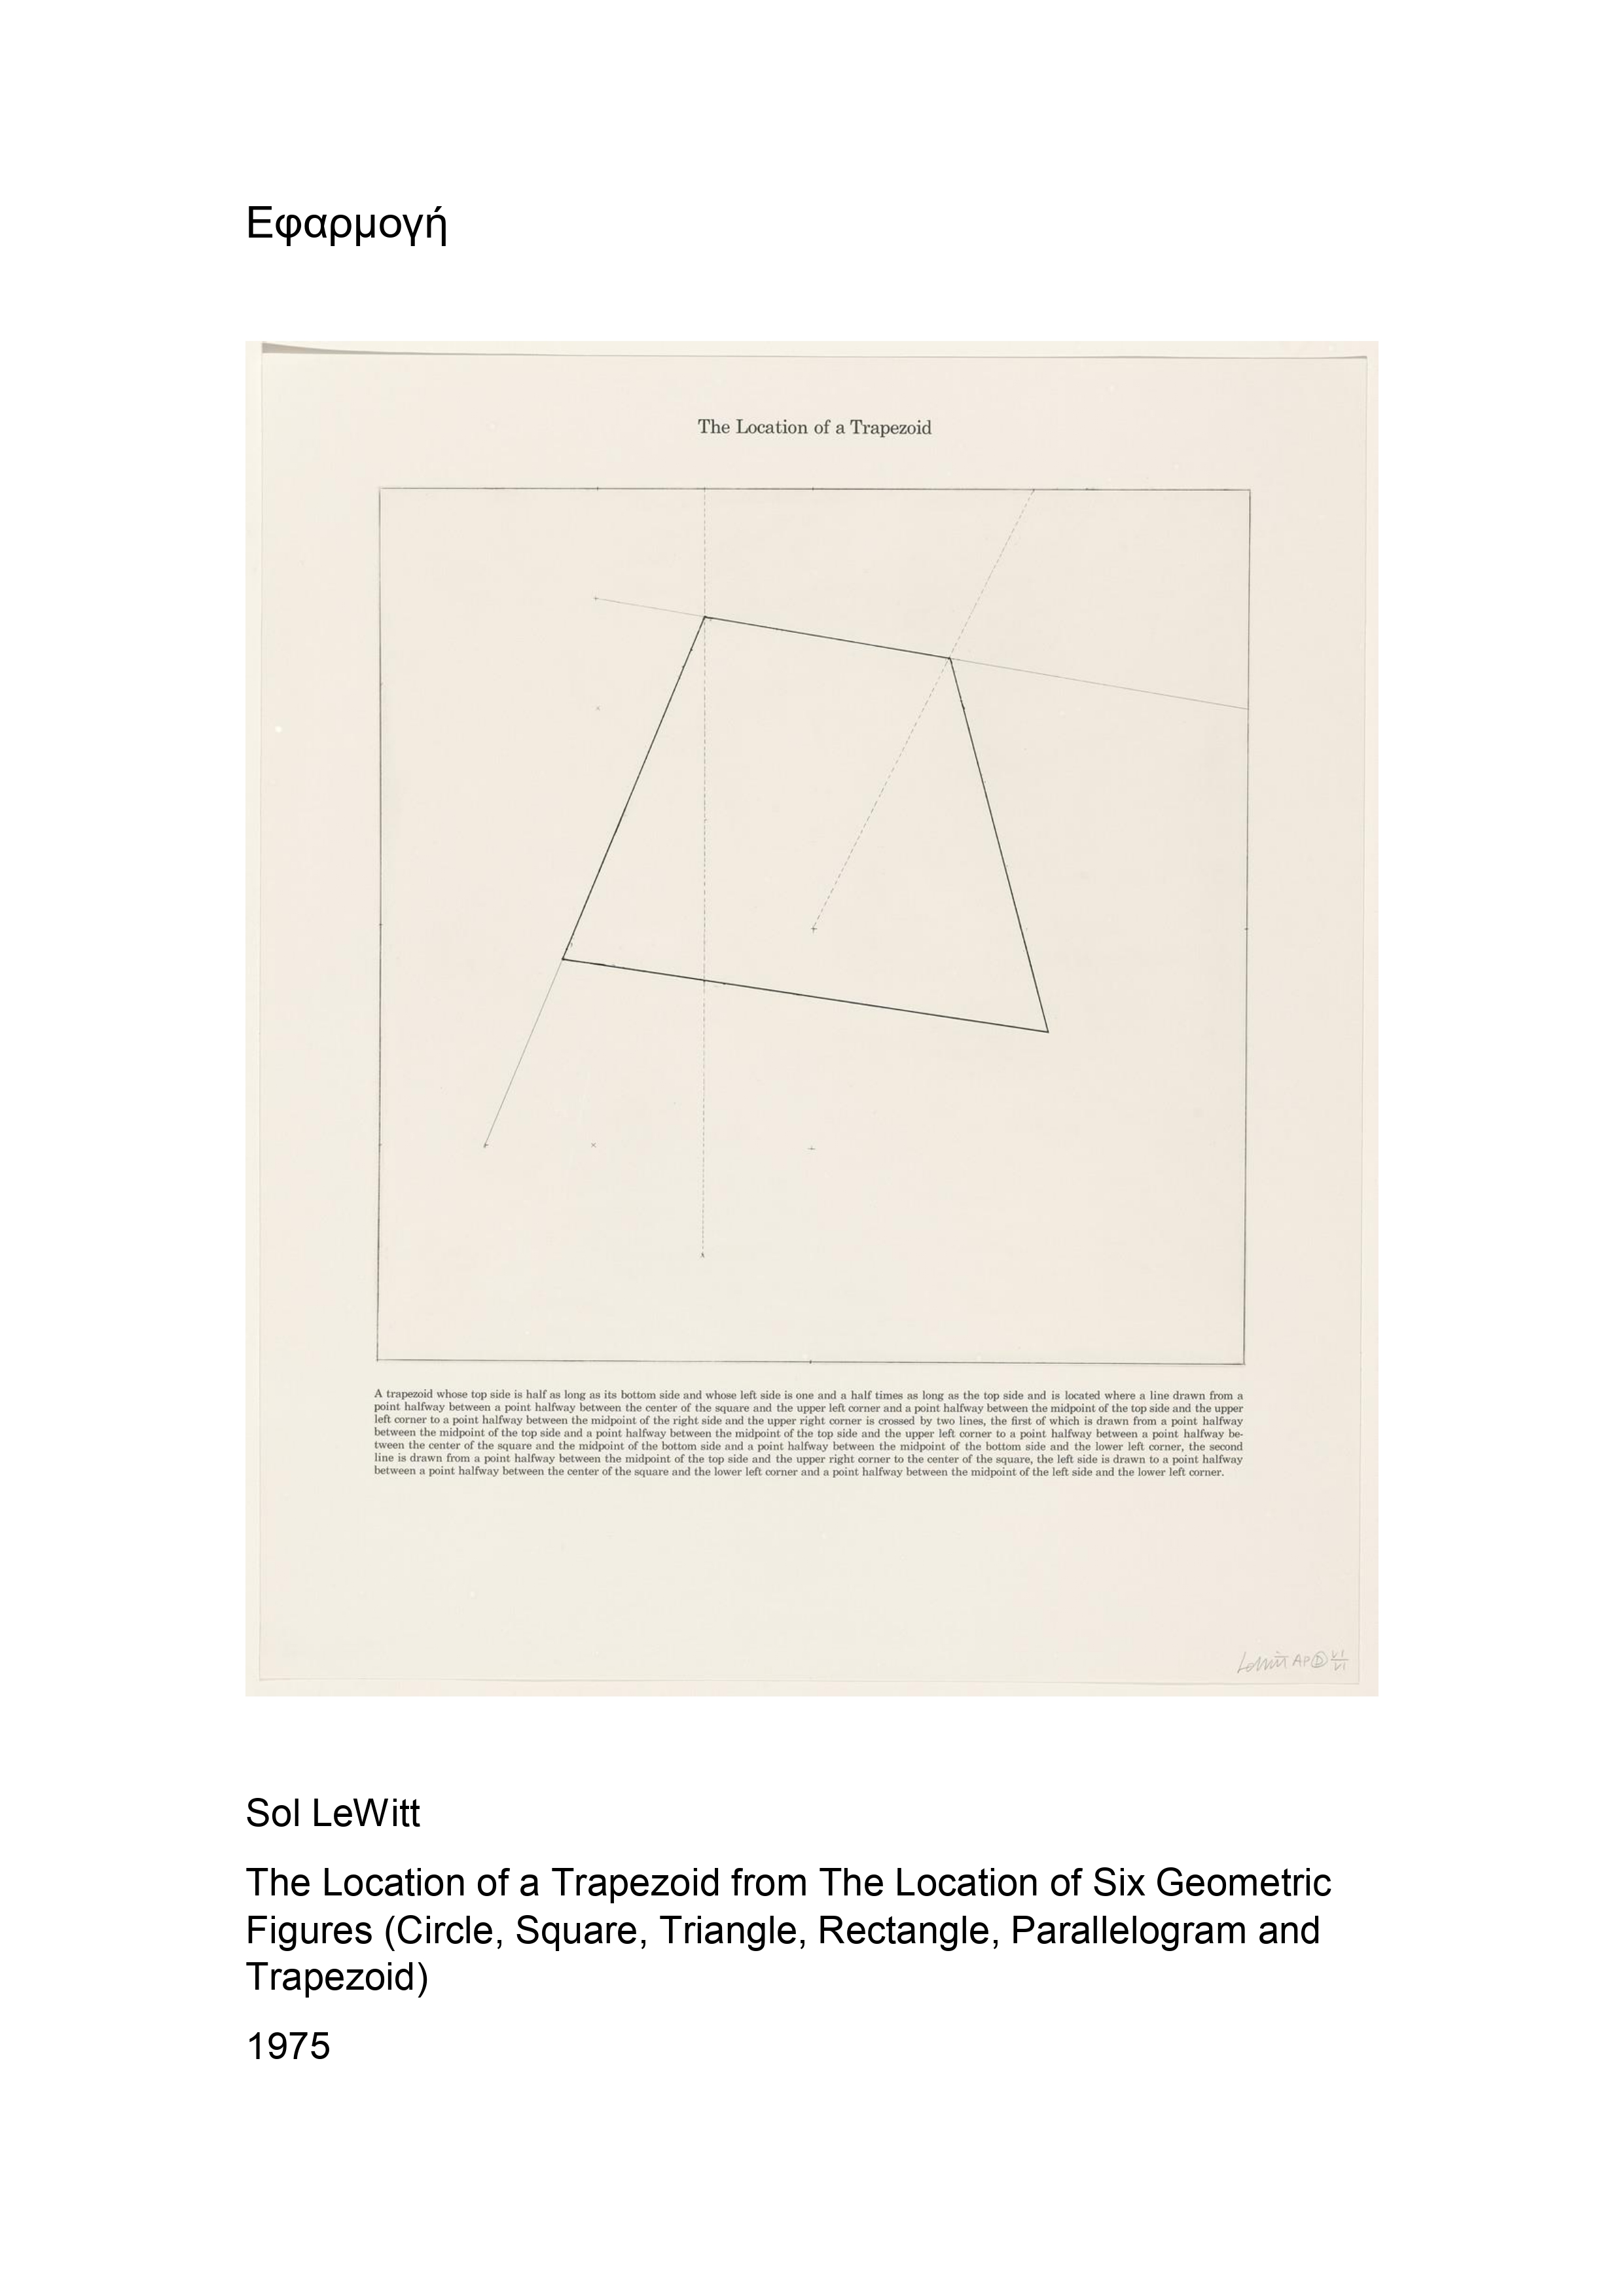 Εφαρμογή
The Location of a Trapezoid
A trapezoid whose top side is half as long as its bottom side and whose left side is one and a half times as long as the top side and is located where a line drawn from a
point halfway between a point halfway between the center of the square and the upper left corner and a point halfway between the midpoint of the top side and the upper
left corner to a point halfway between the midpoint of the right side and the upper right corner is crossed by two lines, the first of which is drawn from a point halfway
between the midpoint of the top side and a point halfway between the midpoint of the top side and the upper left corner to a point halfway between a point halfway be-
tween the center of the square and the midpoint of the bottom side and a point halfway between the midpoint of the bottom side and the lower left corner, the second
line is drawn from a point halfway between the midpoint of the top side and the upper right corner to the center of the square, the left side is drawn to a point halfway
between a point halfway between the center of the square and the lower left corner and a point halfway between the midpoint of the left side and the lower left corner.
LeWitt AP
Sol LeWitt
The Location of a Trapezoid from The Location of Six Geometric
Figures (Circle, Square, Triangle, Rectangle, Parallelogram and
Trapezoid)
1975